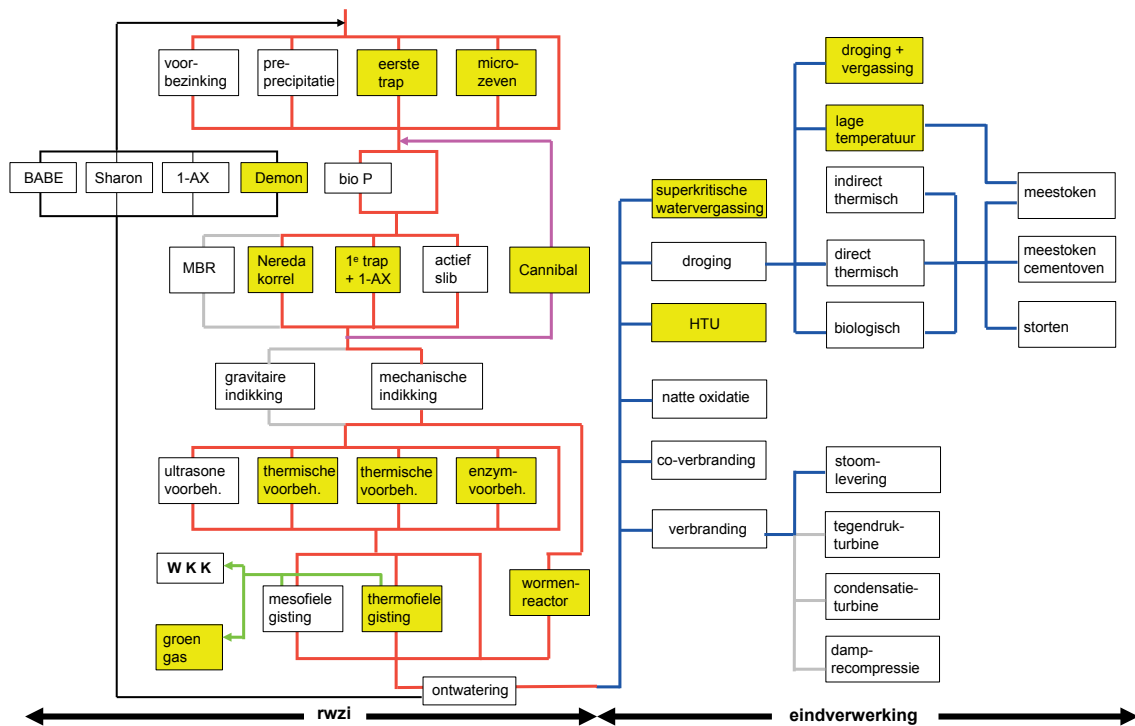 voor-
bezinking
pre-
precipitatie
eerste
trap
micro-
zeven
BABE
Sharon
1-AX
Demon
bio P
MBR
Nereda
korrel
1e trap
+ 1-AX
actief
slib
Cannibal
gravitaire
indikking
mechanische
indikking
ultrasone
voorbeh.
thermische
voorbeh.
thermische
voorbeh.
enzym-
voorbeh.
W K K
groen
gas
mesofiele
gisting
thermofiele
gisting
wormen-
reactor
ontwatering
rwzi
superkritische
watervergassing
droging
HTU
natte oxidatie
co-verbranding
verbranding
droging +
vergassing
lage
temperatuur
indirect
thermisch
direct
thermisch
biologisch
meestoken
meestoken
cementoven
storten
stoom-
levering
tegendruk-
turbine
condensatie-
turbine
damp-
recompressie
eindverwerking